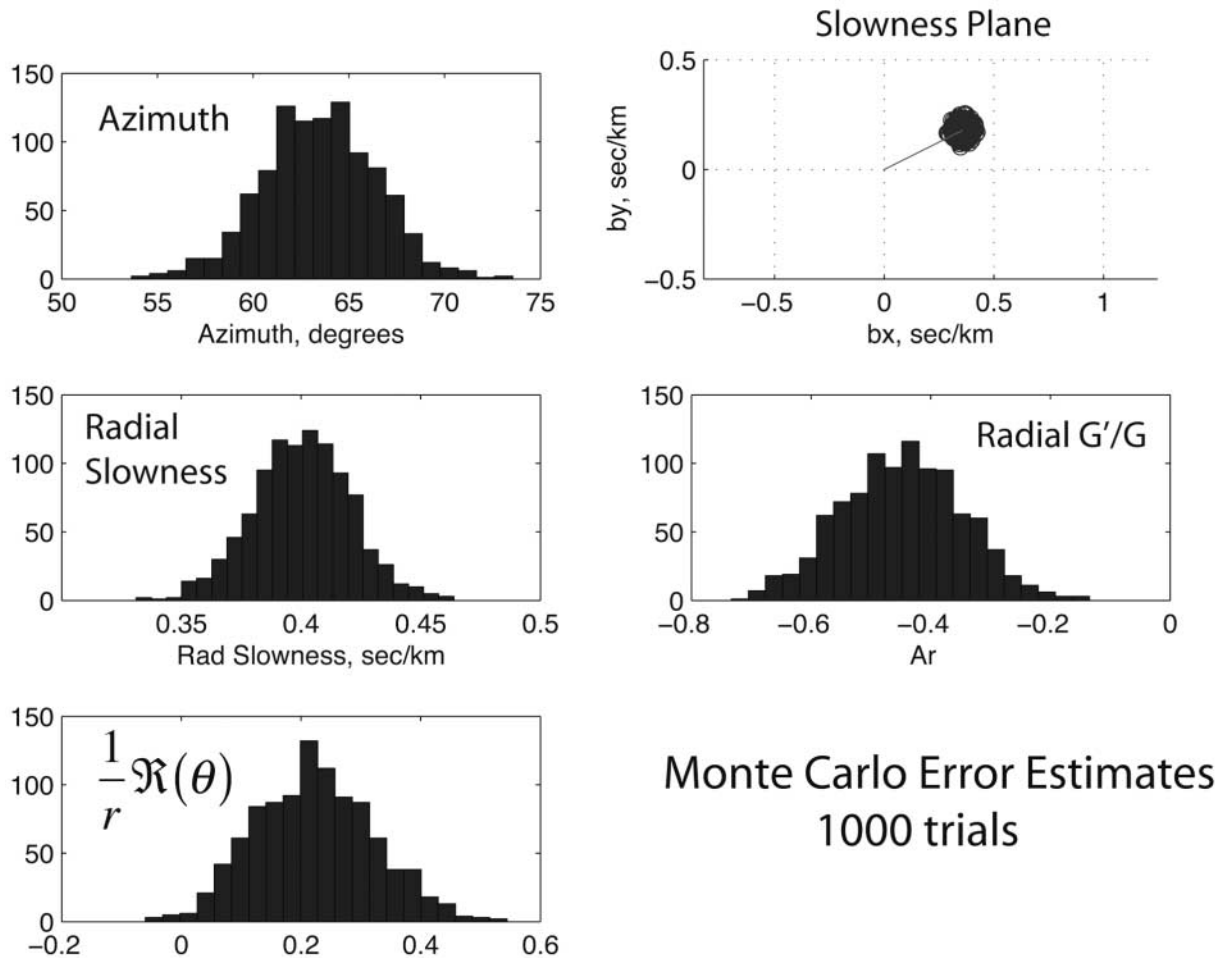 150
100
50
0
Azimuth
50 55 60 65 70 75
Azimuth, degrees
Slowness Plane
by, sec/km
0.5
0
−0.5
−0.5 0 0.5 1
bx, sec/km
150
100
50
0
Radial
Slowness
0.35 0.4 0.45 0.5
Rad Slowness, sec/km
150
100
50
0
Radial G′/G
−0.8 −0.6 −0.4 −0.2 0
Ar
150
100
50
0
1/r ℜ(θ)
−0.2 0 0.2 0.4 0.6
Monte Carlo Error Estimates
1000 trials